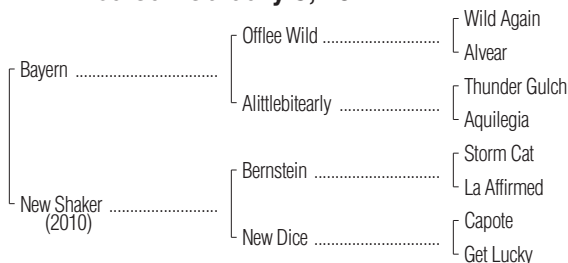 Wild Again
Offlee Wild ........................
Alvear
Bayern ...................................
Thunder Gulch
Alittlebitearly ....................
Aquilegia
Storm Cat
Bernstein .........................
La Affirmed
New Shaker ..........................
(2010)
Capote
New Dice .........................
Get Lucky